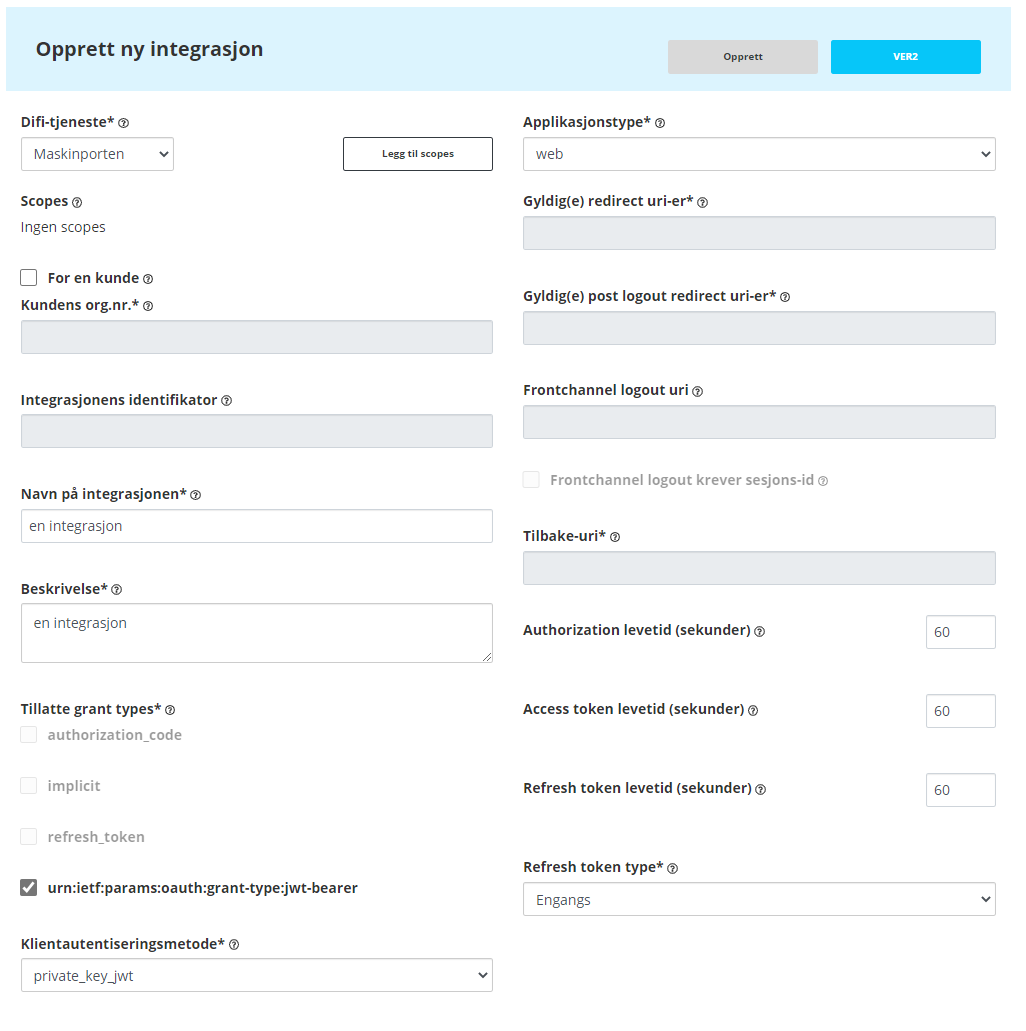 Opprett ny integrasjon
Opprett
VER2
Difi-tjeneste*
Maskinporten
Legg til scopes
Scopes
Ingen scopes
For en kunde
Kundens org.nr.*
Integrasjonens identifikator
Navn på integrasjonen*
en integrasjon
Beskrivelse*
en integrasjon
Tillatte grant types*
authorization_code
implicit
refresh_token
urn:ietf:params:oauth:grant-type:jwt-bearer
Klientautentiseringsmetode*
private_key_jwt
Applikasjonstype*
web
Gyldig(e) redirect uri-er*
Gyldig(e) post logout redirect uri-er*
Frontchannel logout uri
Frontchannel logout krever sesjons-id
Tilbake-uri*
Authorization levetid (sekunder)
60
Access token levetid (sekunder)
60
Refresh token levetid (sekunder)
60
Refresh token type*
Engangs